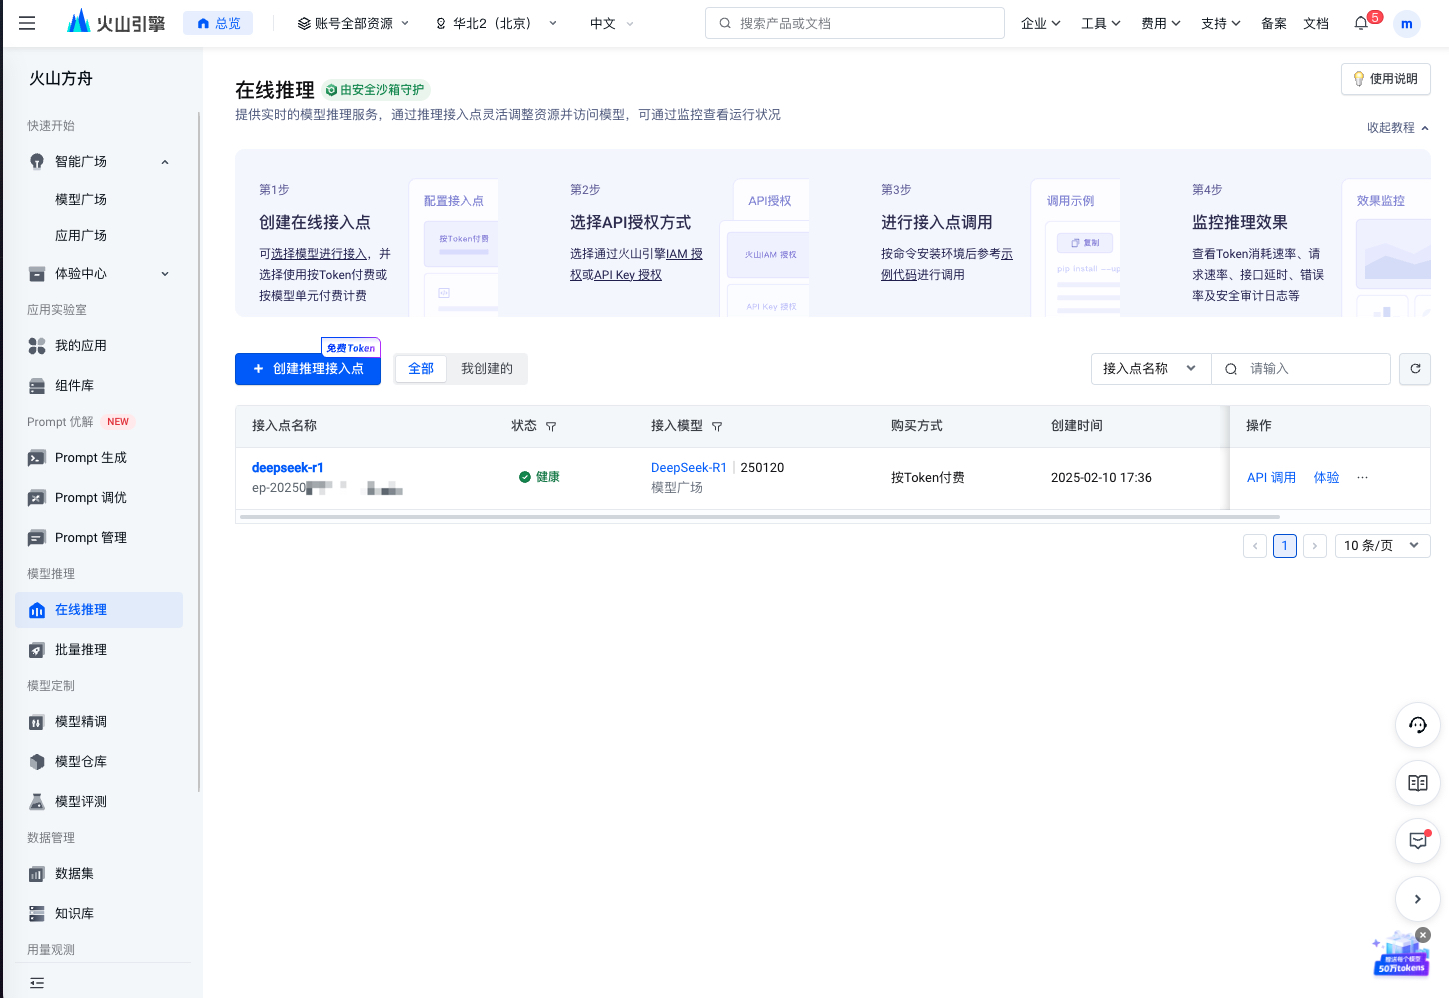 火山引擎
总览
账号全部资源
华北2（北京）
中文
搜索产品或文档
企业
工具
费用
支持
备案
文档
5
m
火山方舟
快速开始
智能广场
模型广场
应用广场
体验中心
应用实验室
我的应用
组件库
Prompt 优解 NEW
Prompt 生成
Prompt 调优
Prompt 管理
模型推理
在线推理
批量推理
模型定制
模型精调
模型仓库
模型评测
数据管理
数据集
知识库
用量观测
在线推理 由安全沙箱守护
提供实时的模型推理服务，通过推理接入点灵活调整资源并访问模型，可通过监控查看运行状况
使用说明
收起教程
第1步
创建在线接入点
可选择模型进行接入，并
选择使用按Token付费或
按模型单元付费计费
配置接入点
按Token付费
第2步
选择API授权方式
选择通过火山引擎IAM 授
权或API Key 授权
API授权
火山IAM 授权
API Key 授权
第3步
进行接入点调用
按命令安装环境后参考示
例代码进行调用
调用示例
复制
pip install --up
第4步
监控推理效果
查看Token消耗速率、请
求速率、接口延时、错误
率及安全审计日志等
效果监控
免费Token
+ 创建推理接入点
全部
我创建的
接入点名称
请输入
接入点名称 状态 接入模型 购买方式 创建时间 操作
deepseek-r1
ep-20250
健康
DeepSeek-R1 | 250120
模型广场
按Token付费
2025-02-10 17:36
API 调用 体验 ···
1
10 条/页
赠送每个模型
50万tokens